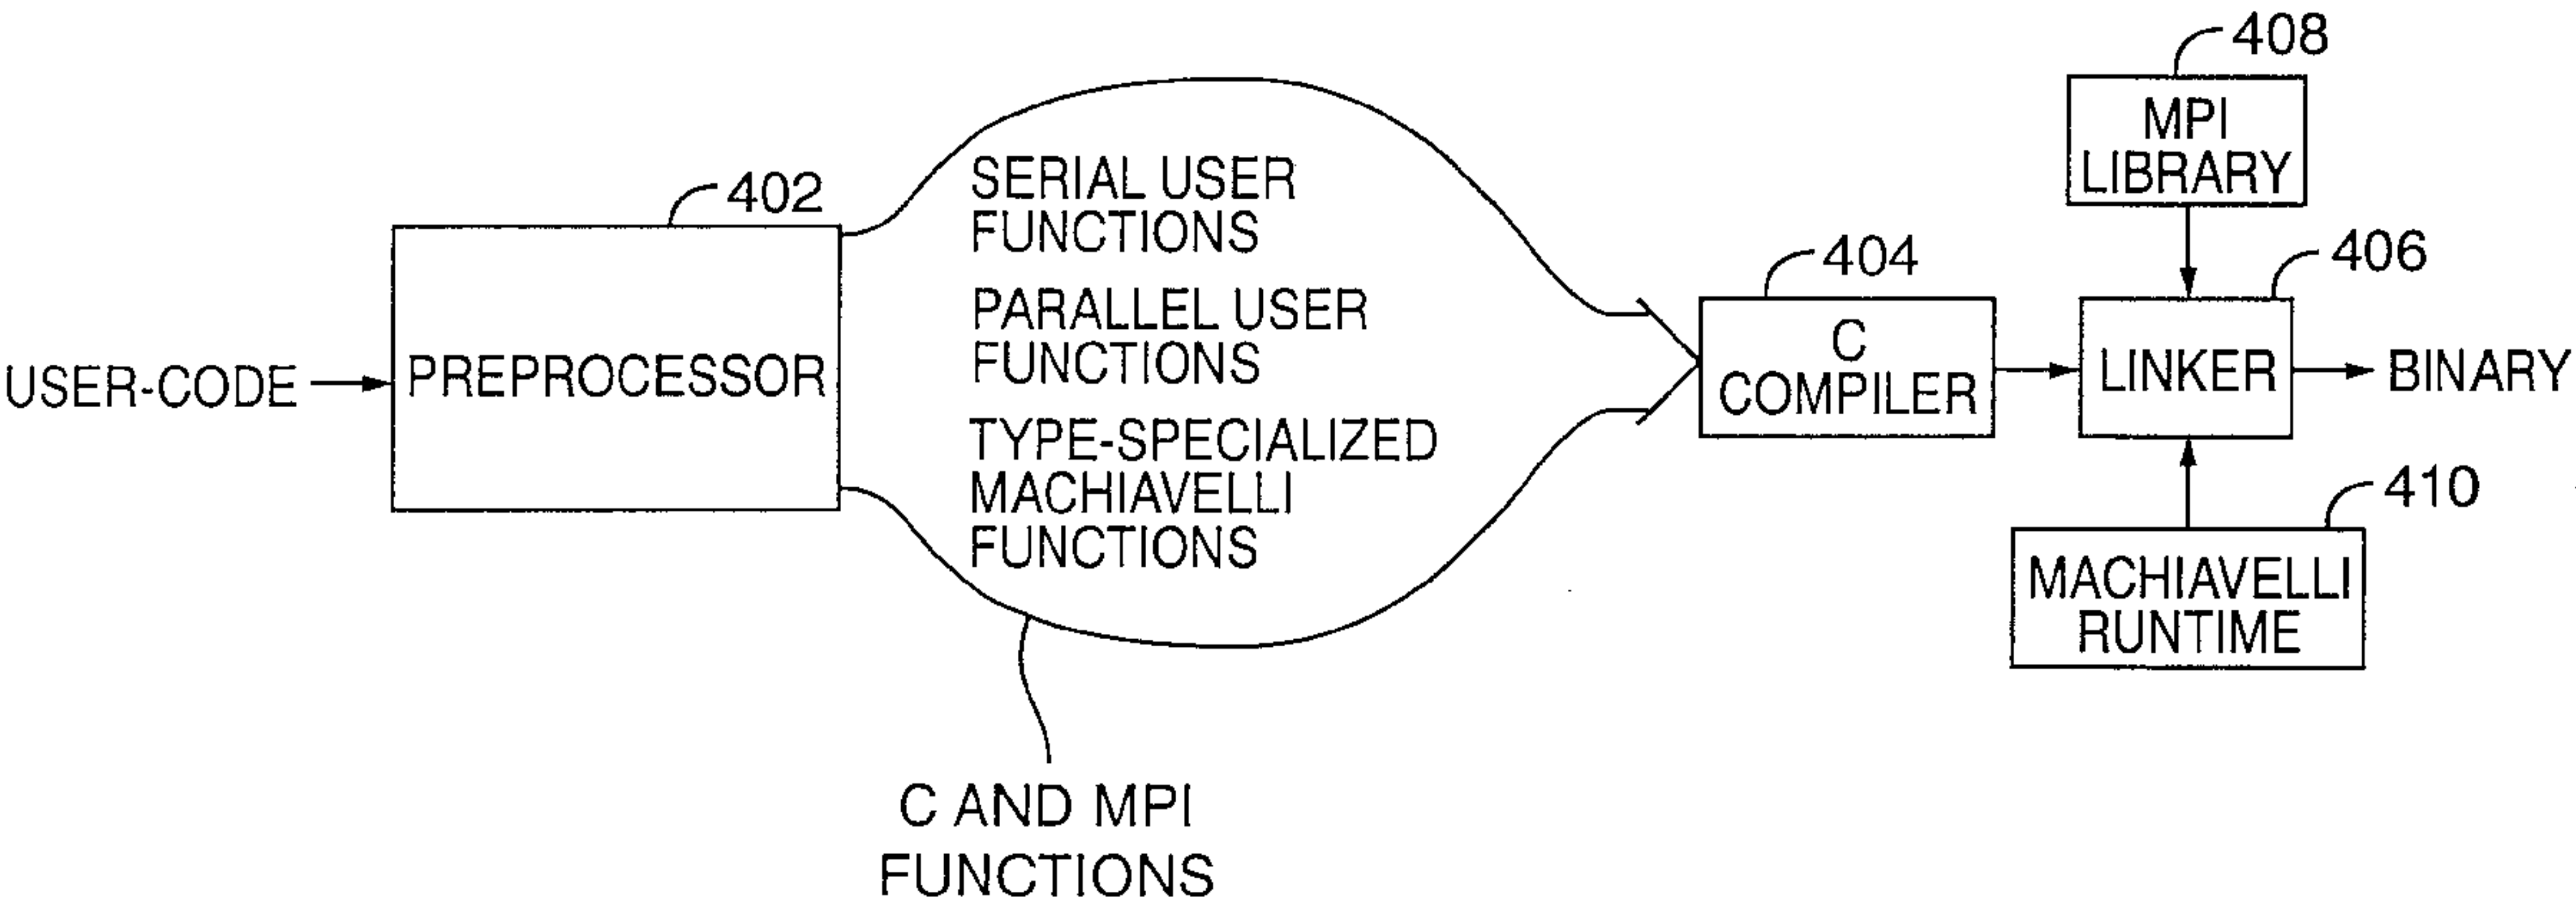 USER-CODE
402
PREPROCESSOR
SERIAL USER
FUNCTIONS
PARALLEL USER
FUNCTIONS
TYPE-SPECIALIZED
MACHIAVELLI
FUNCTIONS
C AND MPI
FUNCTIONS
404
C
COMPILER
408
MPI
LIBRARY
406
LINKER
BINARY
410
MACHIAVELLI
RUNTIME